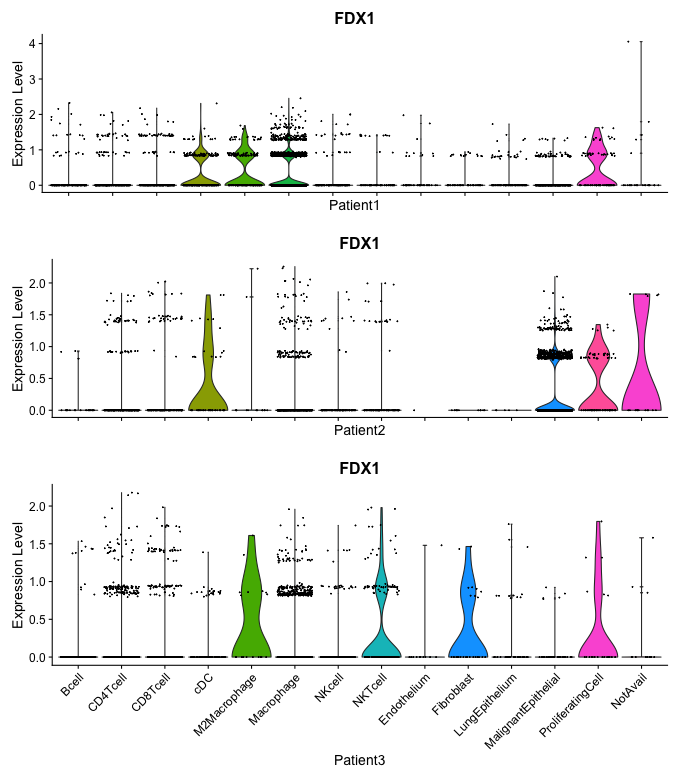 FDX1
Expression Level
4
3
2
1
0
Patient1
FDX1
Expression Level
2.0
1.5
1.0
0.5
0.0
Patient2
FDX1
Expression Level
2.0
1.5
1.0
0.5
0.0
Bcell
CD4Tcell
CD8Tcell
cDC
M2Macrophage
Macrophage
NKcell
NKTcell
Endothelium
Fibroblast
LungEpithelium
MalignantEpithelial
ProliferatingCell
NotAvail
Patient3